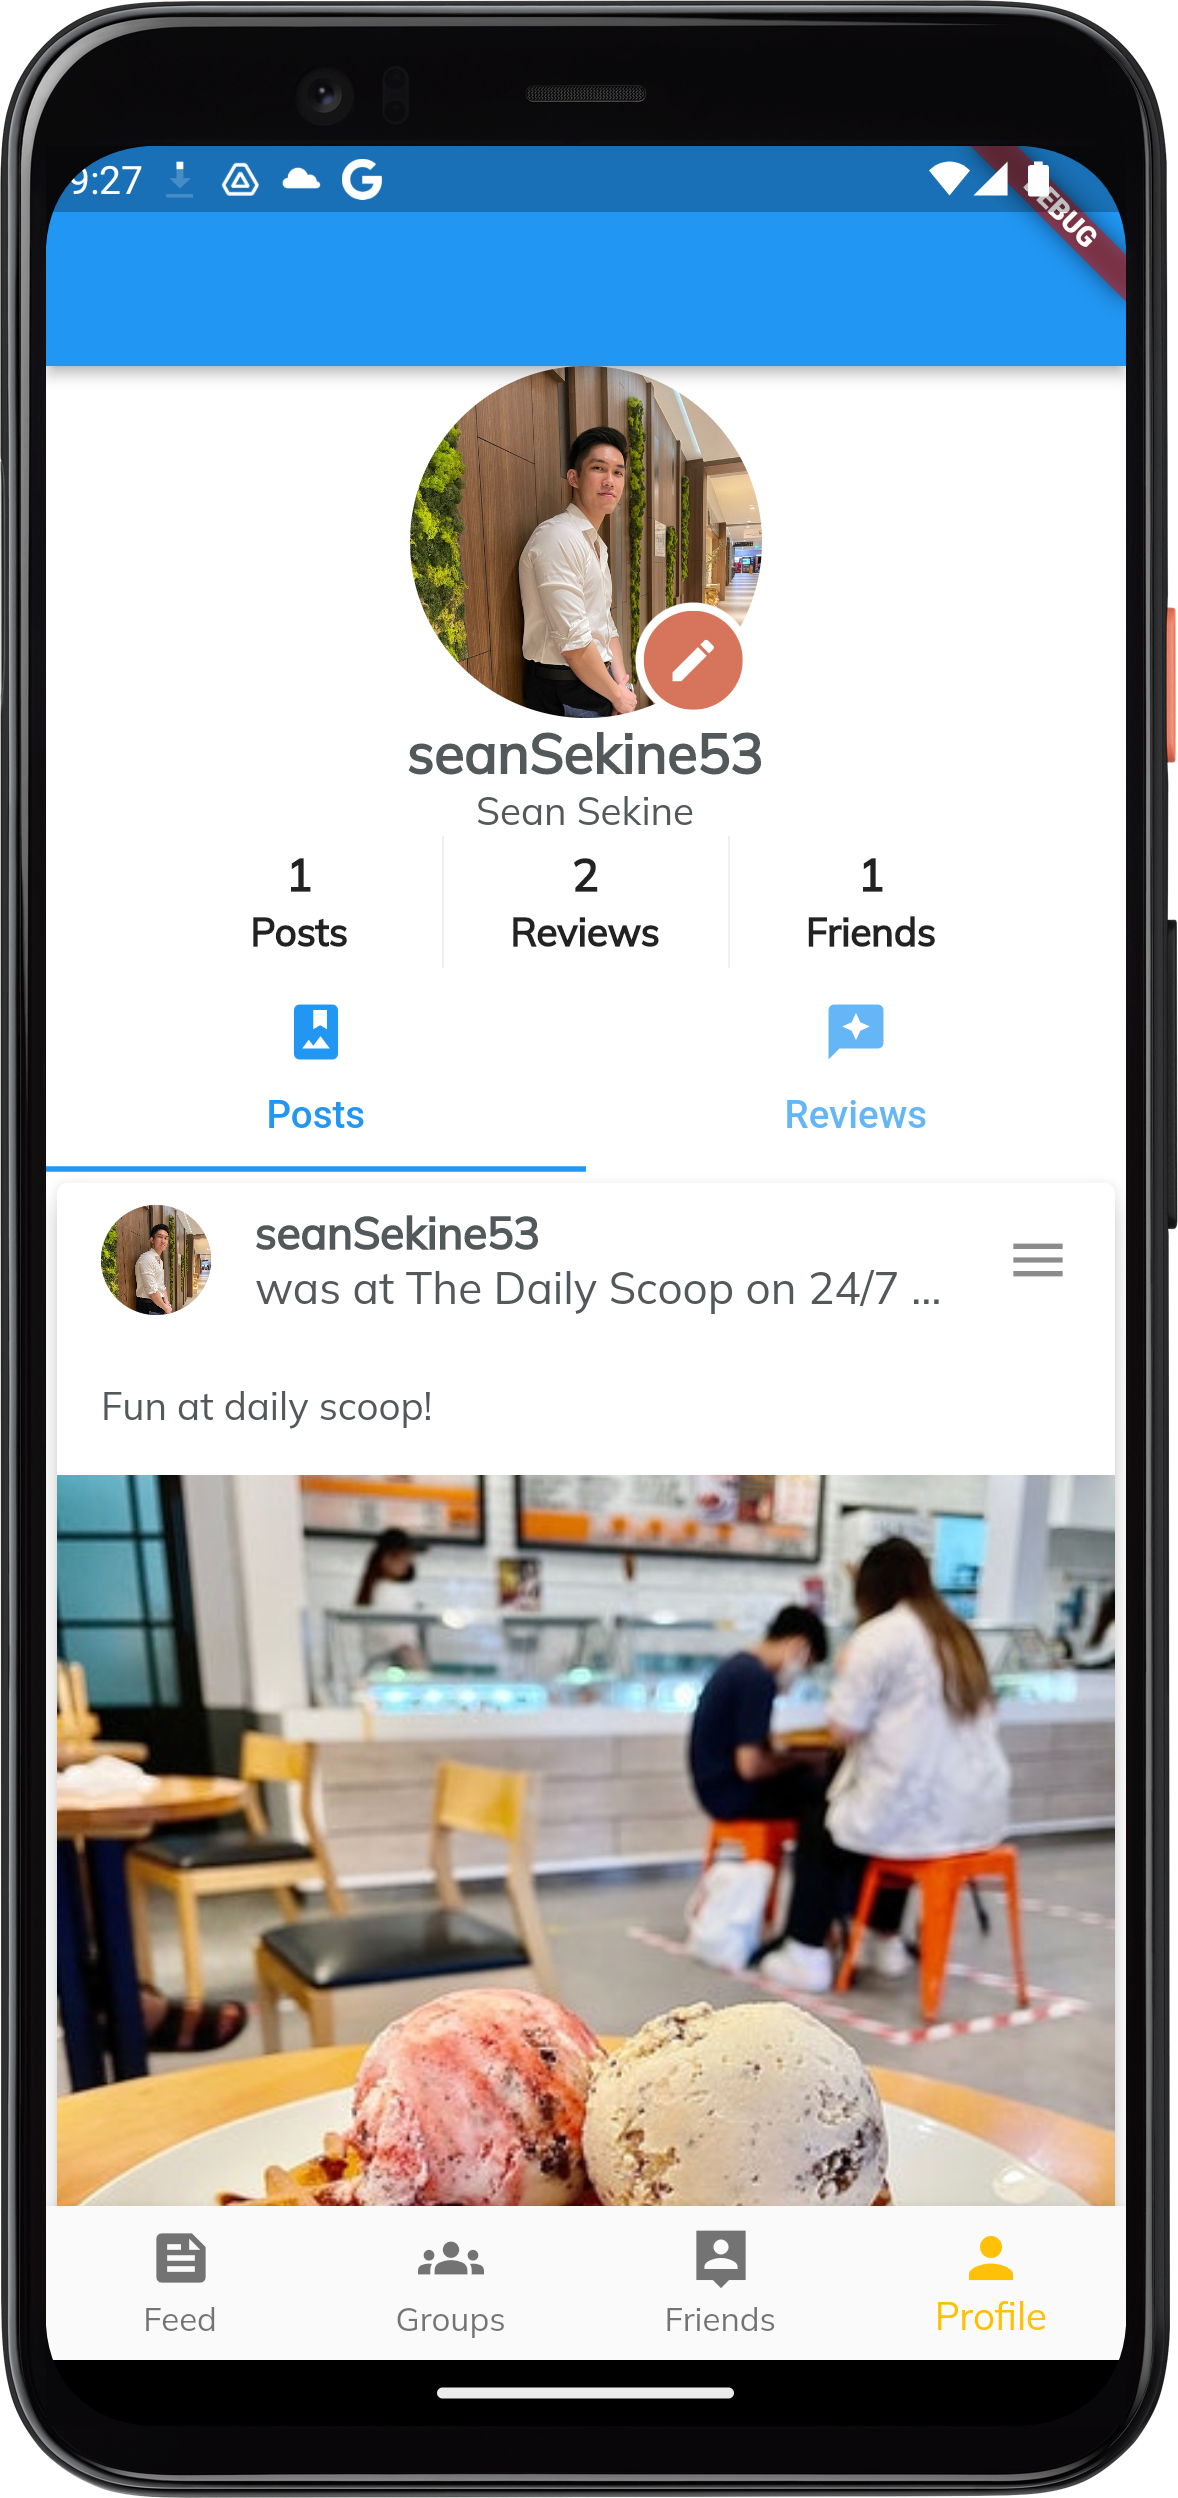 9:27
DEBUG
seanSekine53
Sean Sekine
1 2 1
Posts Reviews Friends
Posts Reviews
seanSekine53
was at The Daily Scoop on 24/7 ...
Fun at daily scoop!
Feed Groups Friends Profile